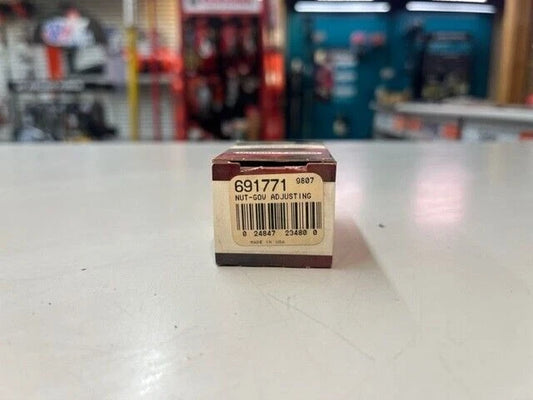 691771 9807
NUT-GOV ADJUSTING
0 24847 23480 0
MADE IN USA